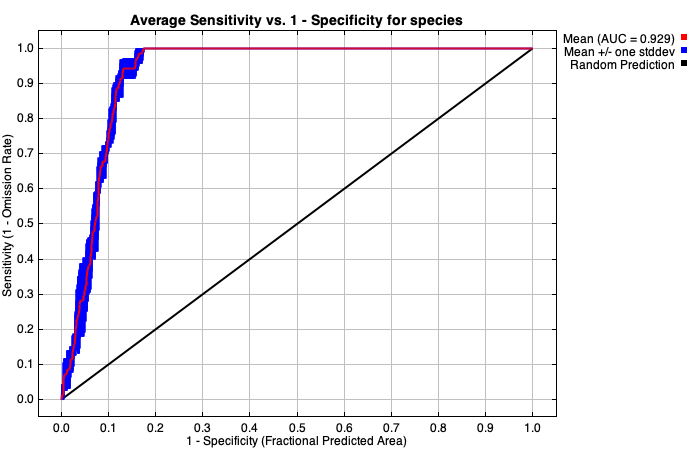 Average Sensitivity vs. 1 - Specificity for species
Mean (AUC = 0.929)
Mean +/- one stddev
Random Prediction
Sensitivity (1 - Omission Rate)
1.0
0.9
0.8
0.7
0.6
0.5
0.4
0.3
0.2
0.1
0.0
0.0 0.1 0.2 0.3 0.4 0.5 0.6 0.7 0.8 0.9 1.0
1 - Specificity (Fractional Predicted Area)